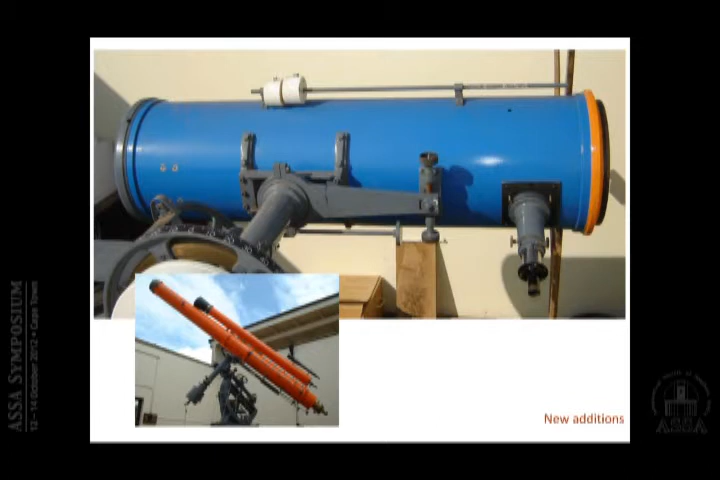 New additions
ASSA SYMPOSIUM
12 – 14 October 2012 • Cape Town
ASSA